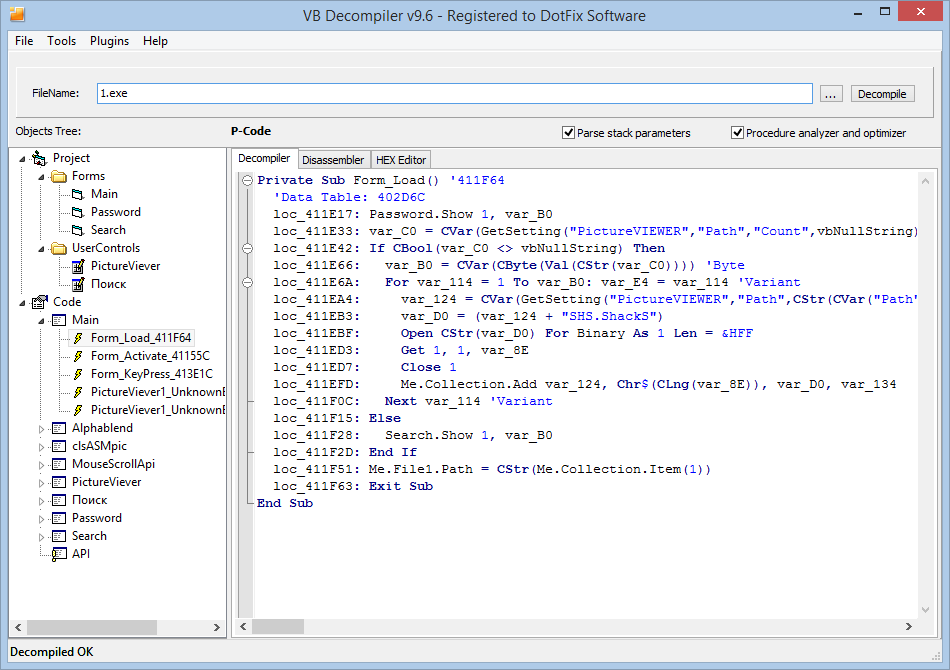 VB Decompiler v9.6 - Registered to DotFix Software
File Tools Plugins Help
FileName: 1.exe ... Decompile
Objects Tree: P-Code Parse stack parameters Procedure analyzer and optimizer
Project
Forms
Main
Password
Search
UserControls
PictureViever
Поиск
Code
Main
Form_Load_411F64
Form_Activate_41155C
Form_KeyPress_413E1C
PictureViever1_UnknownE
PictureViever1_UnknownE
Alphablend
clsASMpic
MouseScrollApi
PictureViever
Поиск
Password
Search
API
Decompiler Disassembler HEX Editor
Private Sub Form_Load() '411F64
'Data Table: 402D6C
loc_411E17: Password.Show 1, var_B0
loc_411E33: var_C0 = CVar(GetSetting("PictureVIEWER","Path","Count",vbNullString)
loc_411E42: If CBool(var_C0 <> vbNullString) Then
loc_411E66: var_B0 = CVar(CByte(Val(CStr(var_C0)))) 'Byte
loc_411E6A: For var_114 = 1 To var_B0: var_E4 = var_114 'Variant
loc_411EA4: var_124 = CVar(GetSetting("PictureVIEWER","Path",CStr(CVar("Path"
loc_411EB3: var_D0 = (var_124 + "SHS.ShackS")
loc_411EBF: Open CStr(var_D0) For Binary As 1 Len = &HFF
loc_411ED3: Get 1, 1, var_8E
loc_411ED7: Close 1
loc_411EFD: Me.Collection.Add var_124, Chr$(CLng(var_8E)), var_D0, var_134
loc_411F0C: Next var_114 'Variant
loc_411F15: Else
loc_411F28: Search.Show 1, var_B0
loc_411F2D: End If
loc_411F51: Me.File1.Path = CStr(Me.Collection.Item(1))
loc_411F63: Exit Sub
End Sub
Decompiled OK